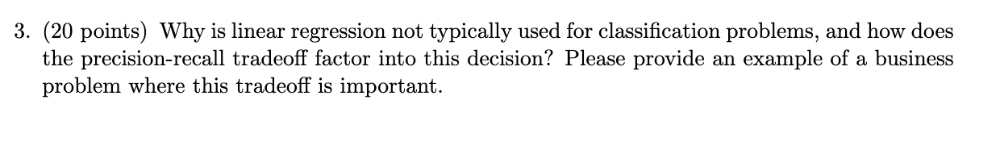 3. (20 points) Why is linear regression not typically used for classification problems, and how does
the precision-recall tradeoff factor into this decision? Please provide an example of a business
problem where this tradeoff is important.